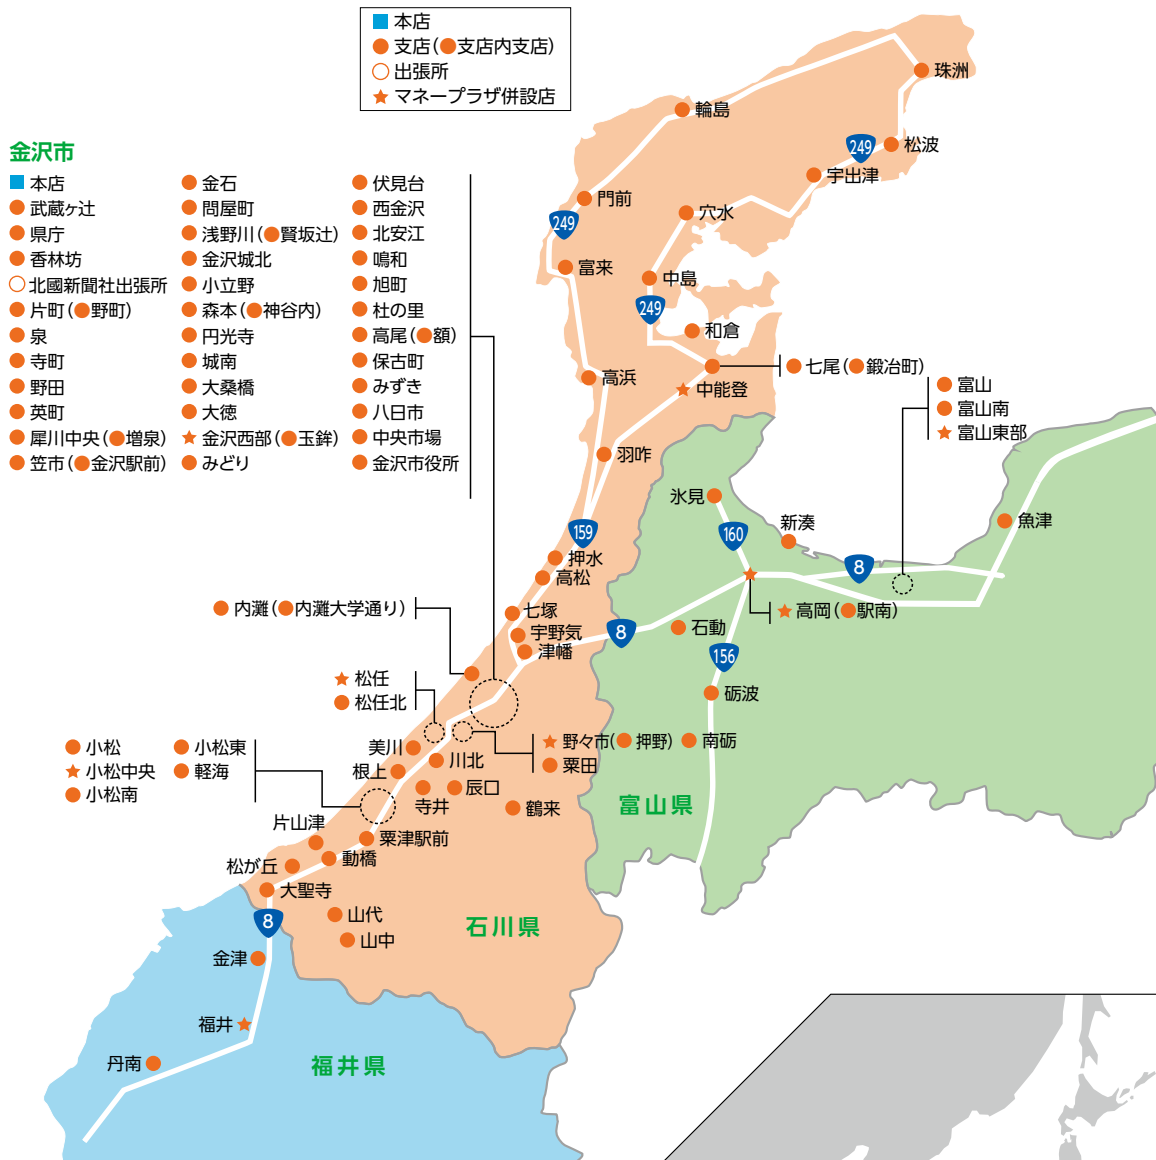 本店
支店(●支店内支店)
出張所
マネープラザ併設店
金沢市
本店
武蔵ヶ辻
県庁
香林坊
北國新聞社出張所
片町(●野町)
泉
寺町
野田
英町
犀川中央(●増泉)
笠市(●金沢駅前)
金石
問屋町
浅野川(●賢坂辻)
金沢城北
小立野
森本(●神谷内)
円光寺
城南
大桑橋
大徳
金沢西部(●玉鉾)
みどり
伏見台
西金沢
北安江
鳴和
旭町
杜の里
高尾(●額)
保古町
みずき
八日市
中央市場
金沢市役所
珠洲
輪島
松波
249
宇出津
門前
穴水
249
富来
中島
249
和倉
七尾(●鍛冶町)
高浜
中能登
富山
富山南
富山東部
羽咋
氷見
新湊
魚津
159
160
押水
8
高松
内灘(●内灘大学通り)
七塚
高岡(●駅南)
宇野気
8
石動
津幡
156
松任
松任北
砺波
小松
小松中央
小松南
小松東
軽海
美川
川北
野々市(●押野)
粟田
南砺
根上
寺井
辰口
鶴来
富山県
片山津
粟津駅前
松が丘
動橋
大聖寺
8
山代
山中
石川県
金津
福井
丹南
福井県